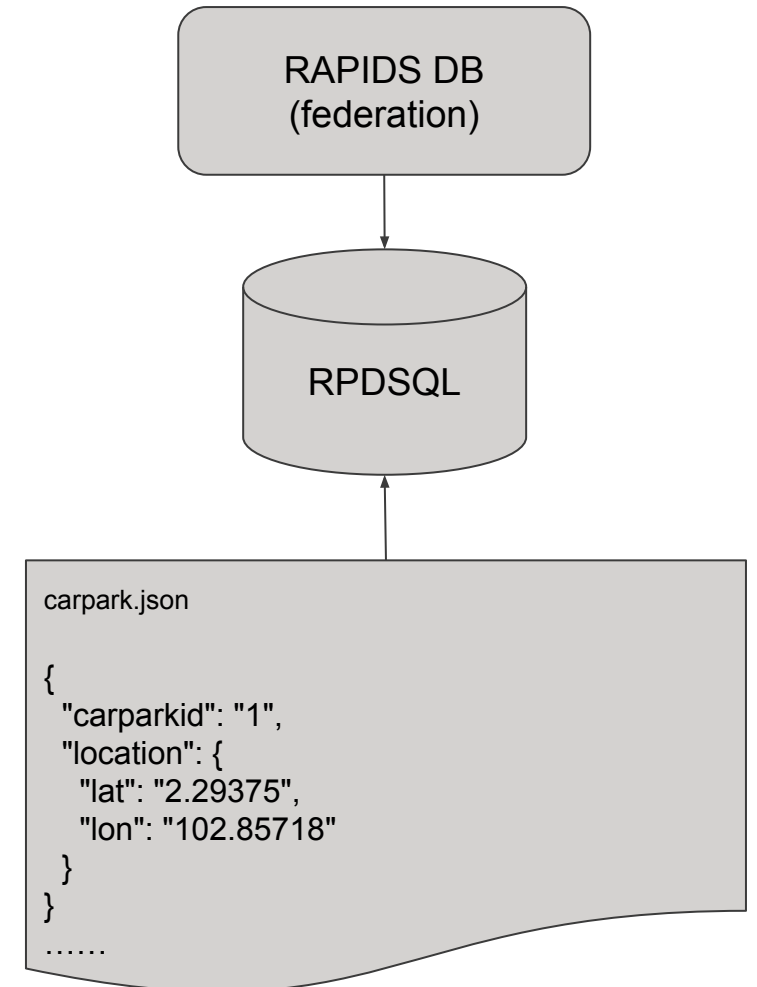 RAPIDS DB
(federation)
RPDSQL
carpark.json
{
"carparkid": "1",
"location": {
"lat": "2.29375",
"lon": "102.85718"
}
}
……